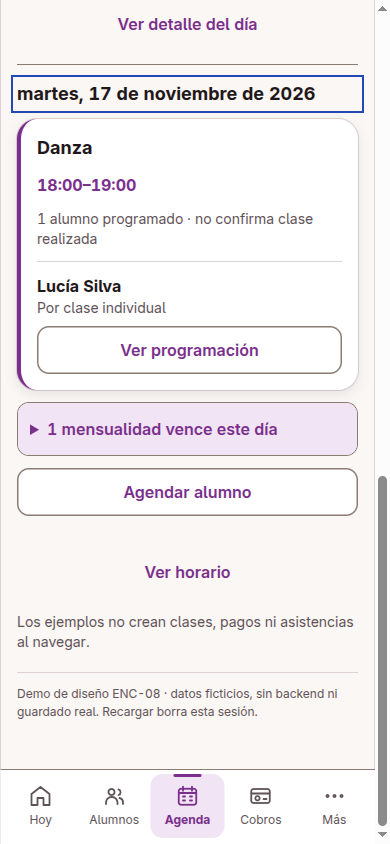 Ver detalle del día
martes, 17 de noviembre de 2026
Danza
18:00–19:00
1 alumno programado · no confirma clase
realizada
Lucía Silva
Por clase individual
Ver programación
1 mensualidad vence este día
Agendar alumno
Ver horario
Los ejemplos no crean clases, pagos ni asistencias
al navegar.
Demo de diseño ENC-08 · datos ficticios, sin backend ni
guardado real. Recargar borra esta sesión.
Hoy
Alumnos
Agenda
Cobros
Más